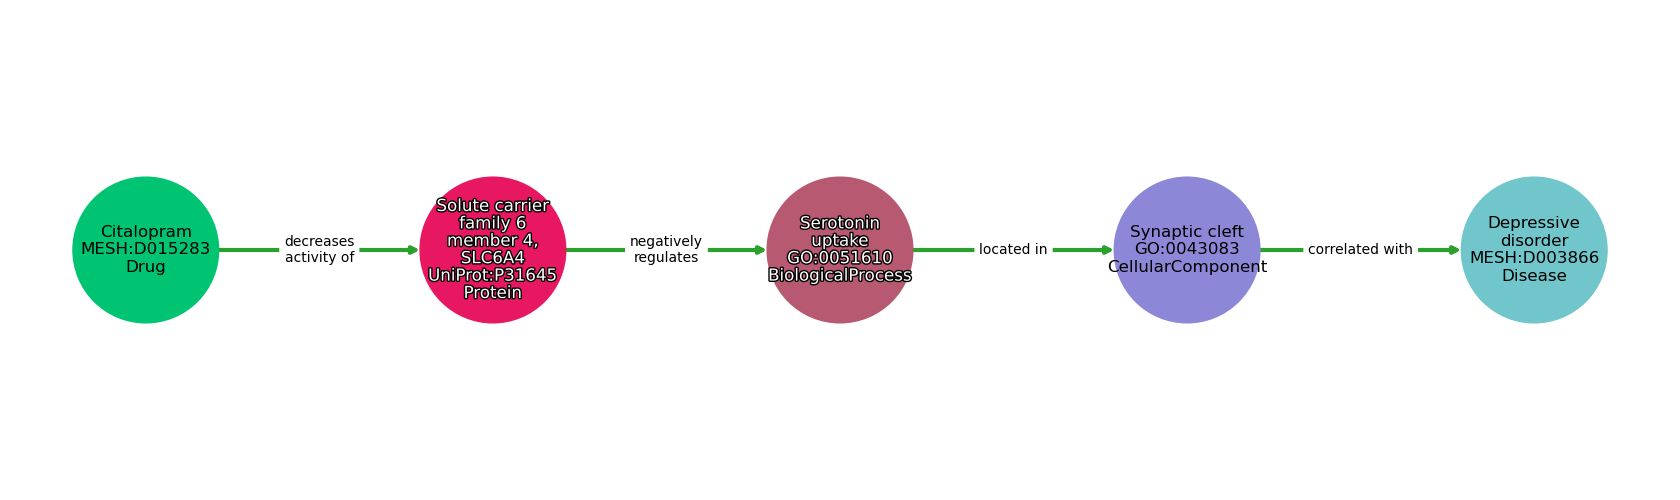 Citalopram
MESH:D015283
Drug
decreases
activity of
Solute carrier
family 6
member 4,
SLC6A4
UniProt:P31645
Protein
negatively
regulates
Serotonin
uptake
GO:0051610
BiologicalProcess
located in
Synaptic cleft
GO:0043083
CellularComponent
correlated with
Depressive
disorder
MESH:D003866
Disease